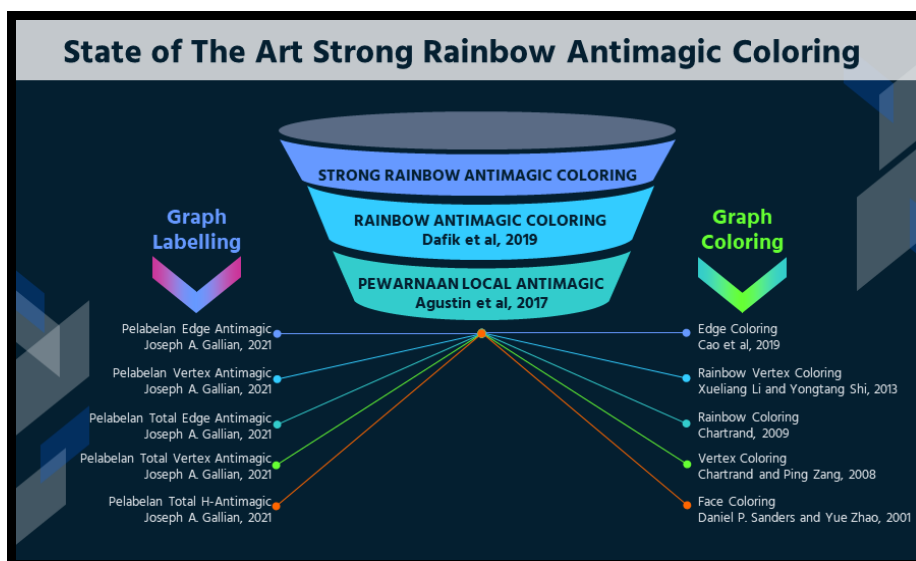 State of The Art Strong Rainbow Antimagic Coloring
STRONG RAINBOW ANTIMAGIC COLORING
RAINBOW ANTIMAGIC COLORING
Dafik et al, 2019
PEWARNAAN LOCAL ANTIMAGIC
Agustin et al, 2017
Graph
Labelling
Pelabelan Edge Antimagic
Joseph A. Gallian, 2021
Pelabelan Vertex Antimagic
Joseph A. Gallian, 2021
Pelabelan Total Edge Antimagic
Joseph A. Gallian, 2021
Pelabelan Total Vertex Antimagic
Joseph A. Gallian, 2021
Pelabelan Total H-Antimagic
Joseph A. Gallian, 2021
Graph
Coloring
Edge Coloring
Cao et al, 2019
Rainbow Vertex Coloring
Xueliang Li and Yongtang Shi, 2013
Rainbow Coloring
Chartrand, 2009
Vertex Coloring
Chartrand and Ping Zang, 2008
Face Coloring
Daniel P. Sanders and Yue Zhao, 2001